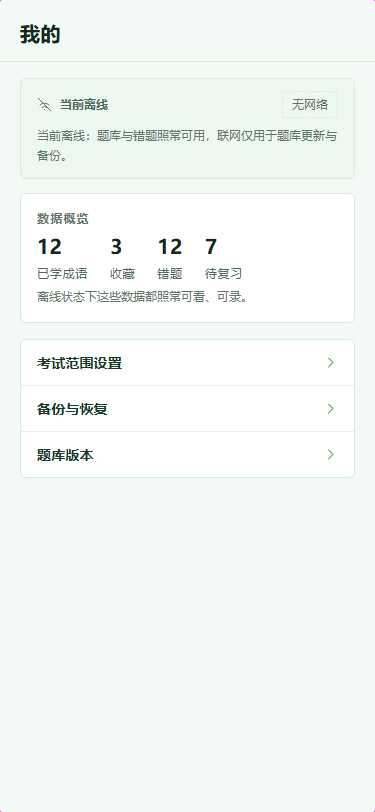 我的
当前离线
无网络
当前离线：题库与错题照常可用，联网仅用于题库更新与
备份。
数据概览
12 3 12 7
已学成语 收藏 错题 待复习
离线状态下这些数据都照常可看、可录。
考试范围设置
备份与恢复
题库版本